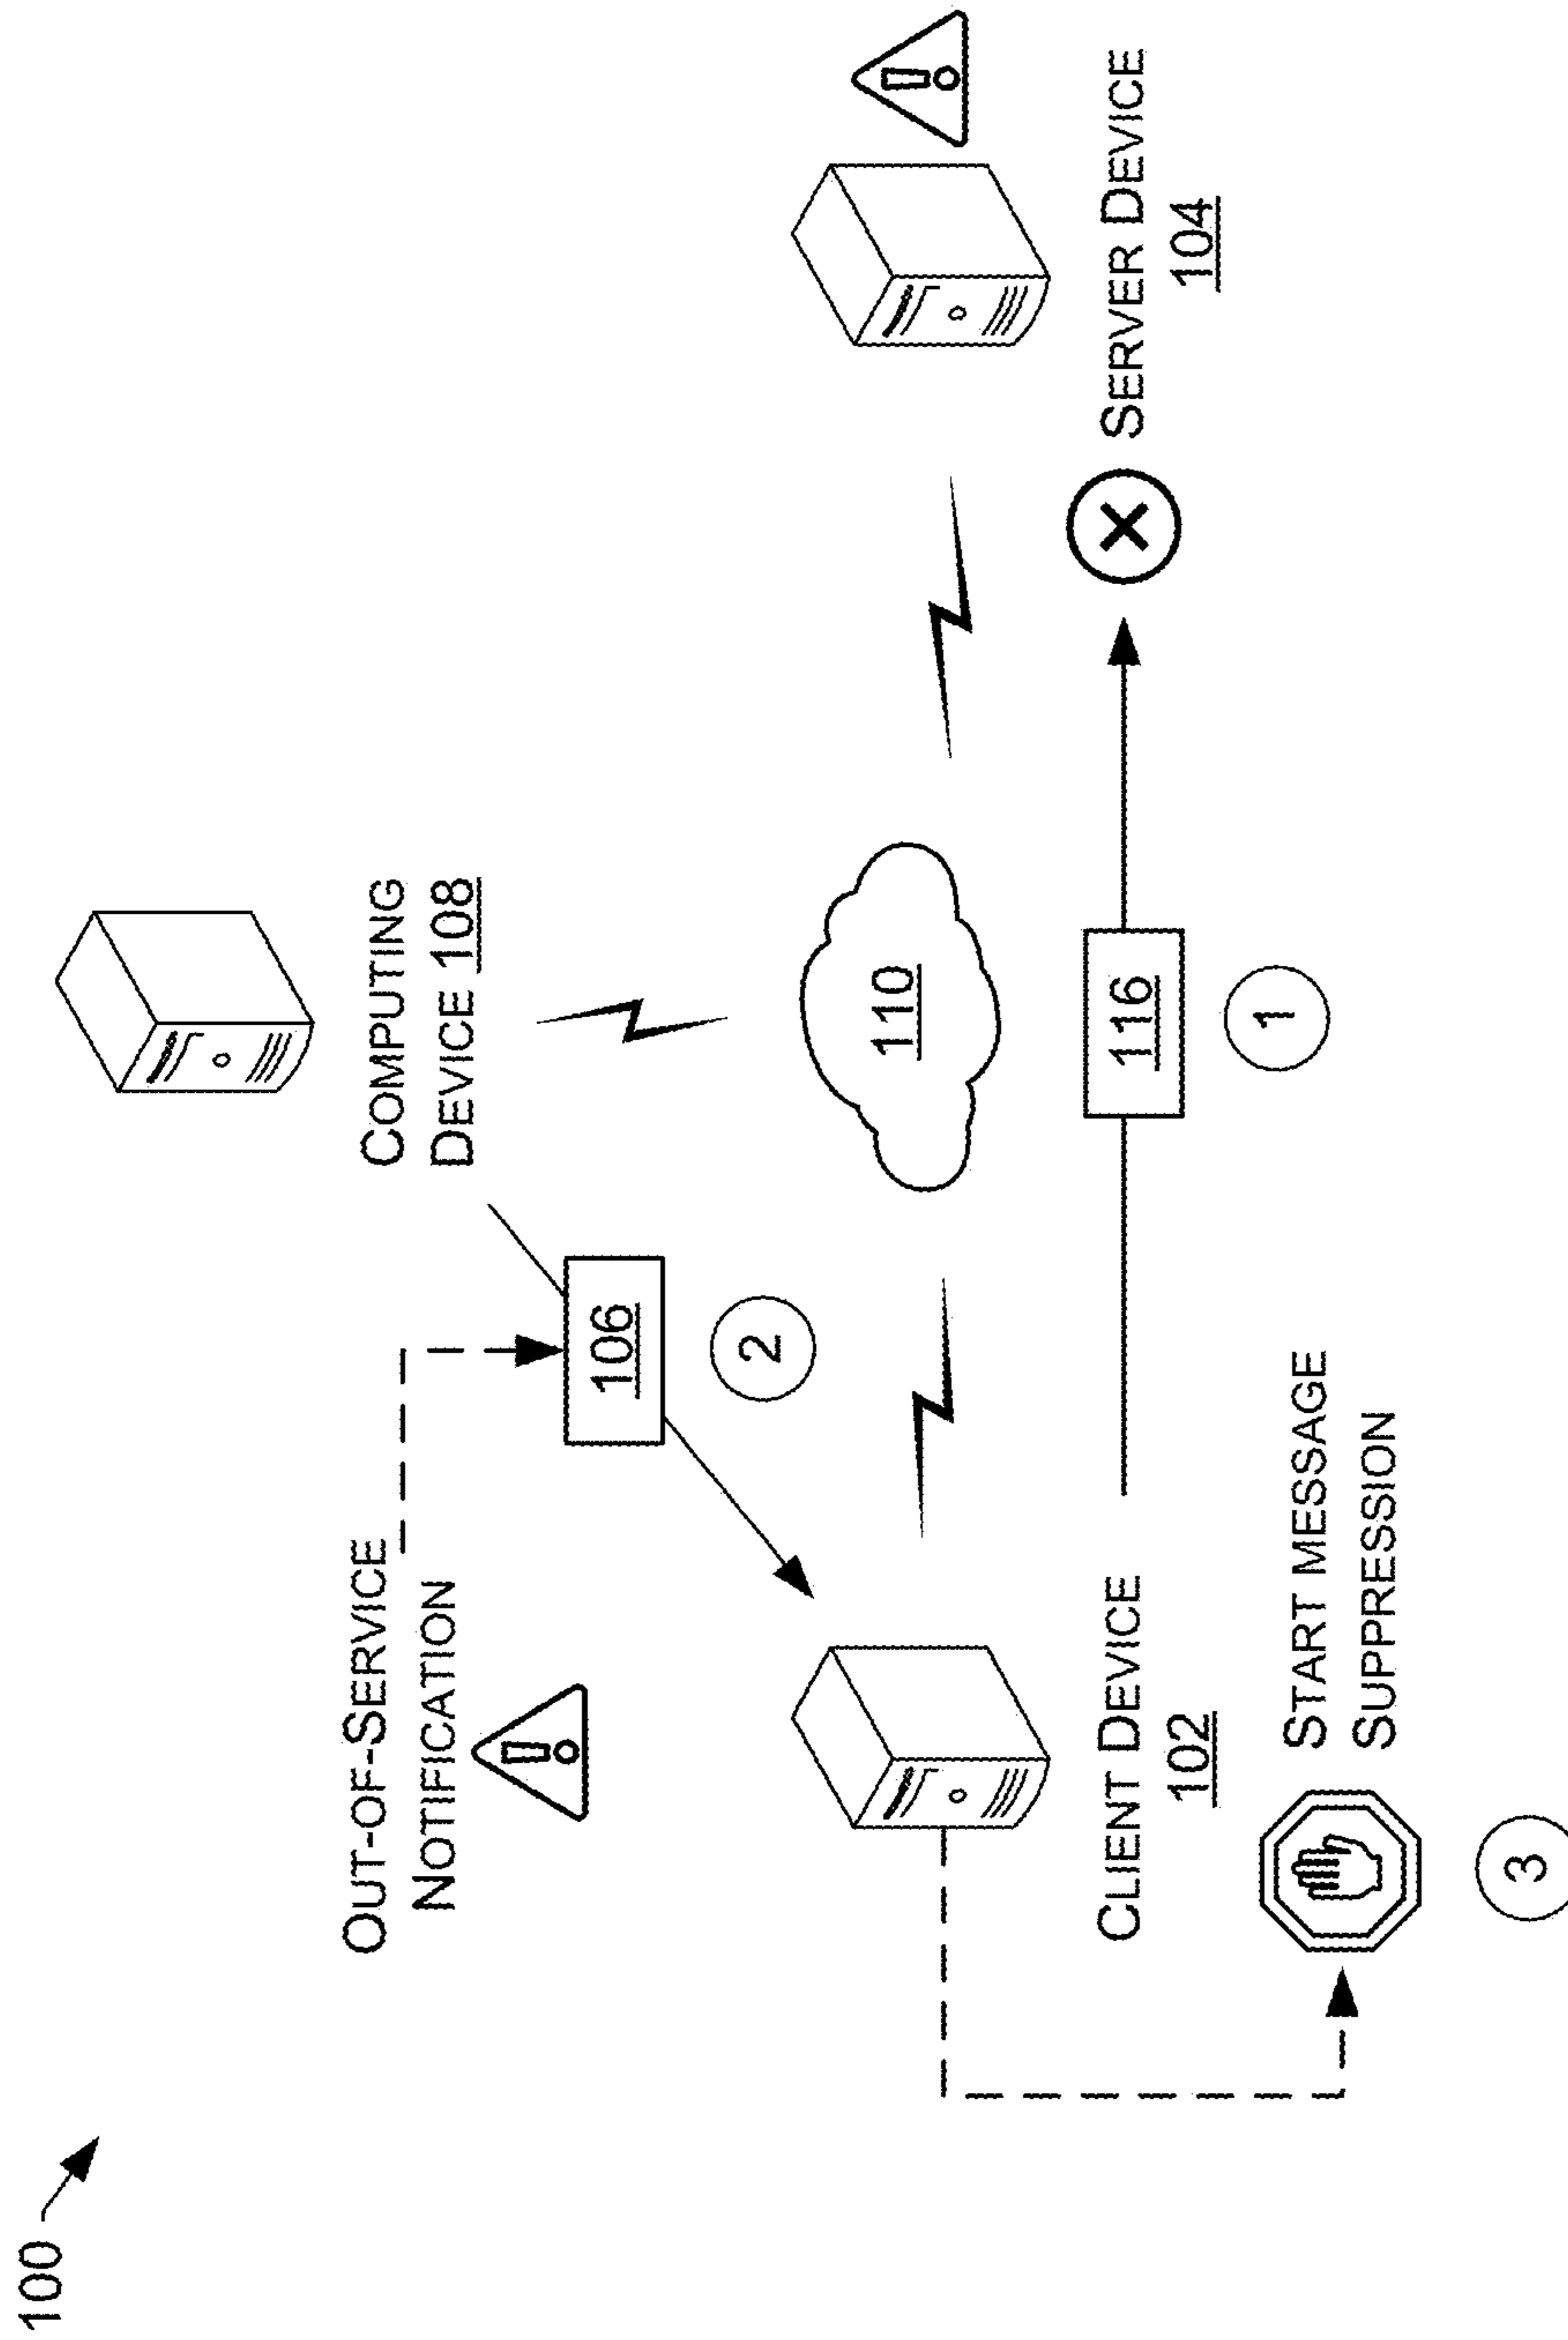 100
COMPUTING
DEVICE 108
OUT-OF-SERVICE
NOTIFICATION
106
2
110
116
1
CLIENT DEVICE
102
SERVER DEVICE
104
START MESSAGE
SUPPRESSION
3